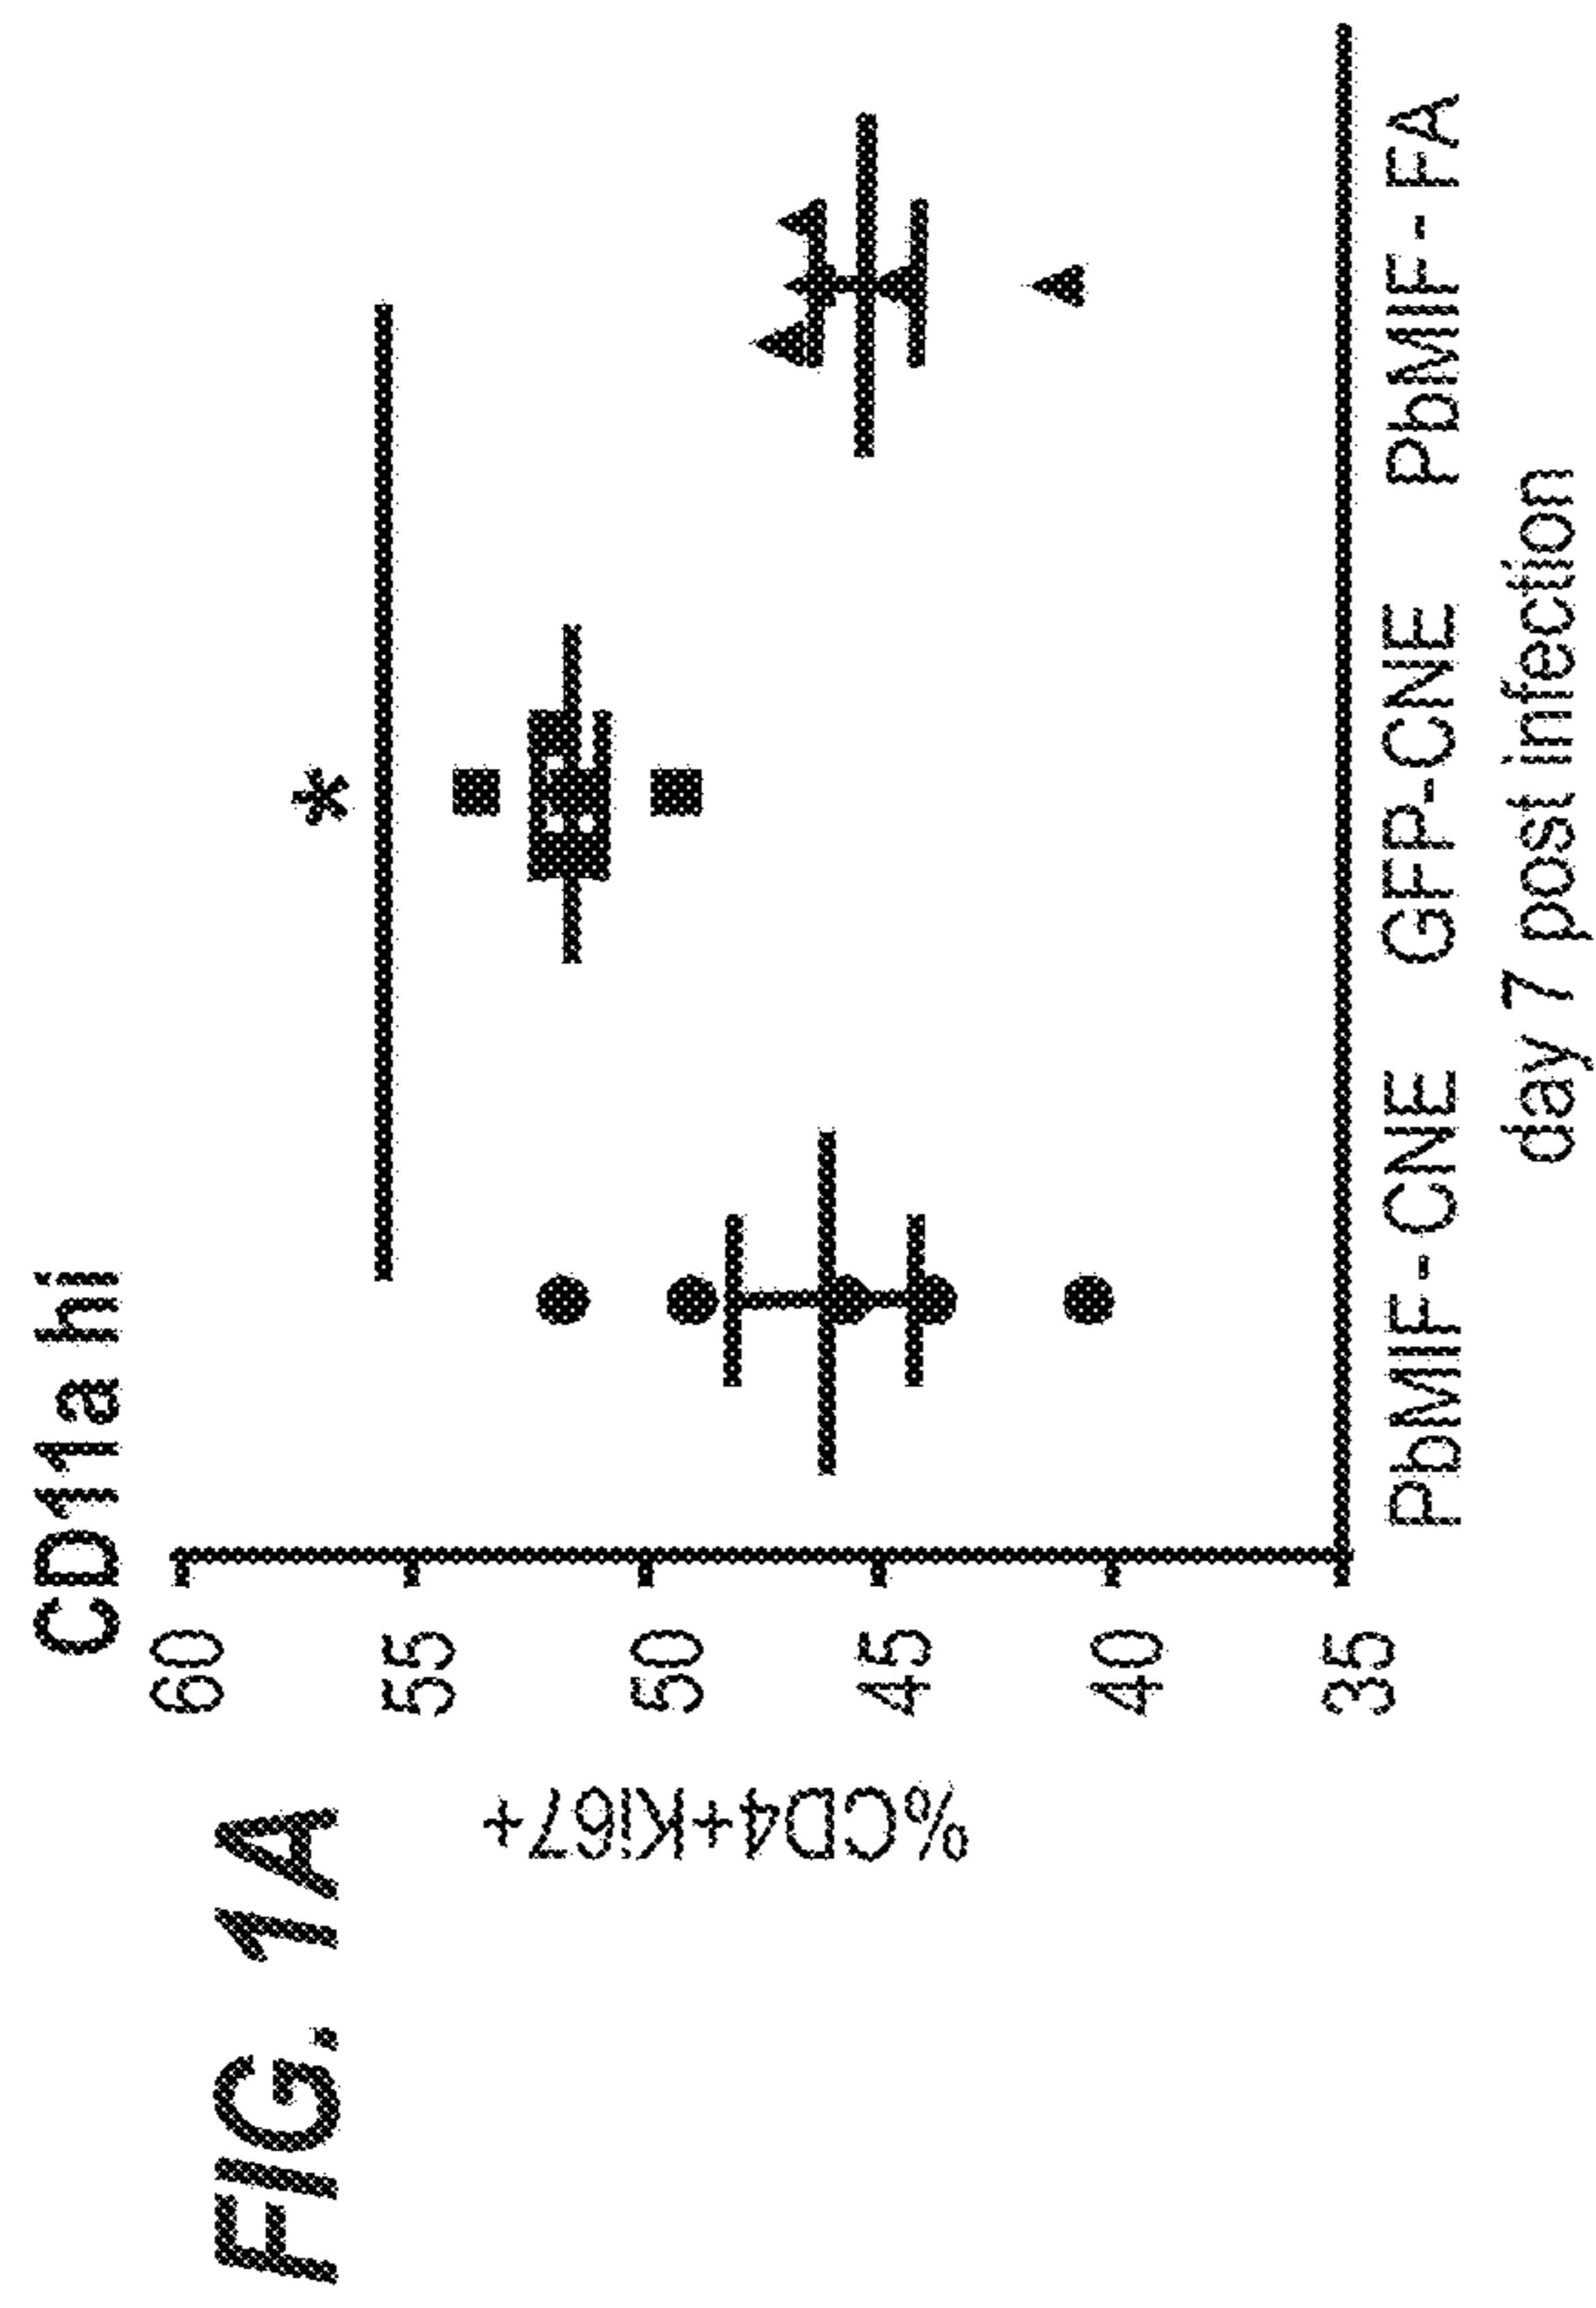 FIG. 1A
CD11a hi
*
%CD4+Ki67+
60
55
50
45
40
35
PbMIF-CNE GFP-CNE PbMIF-FA
day 7 post infection